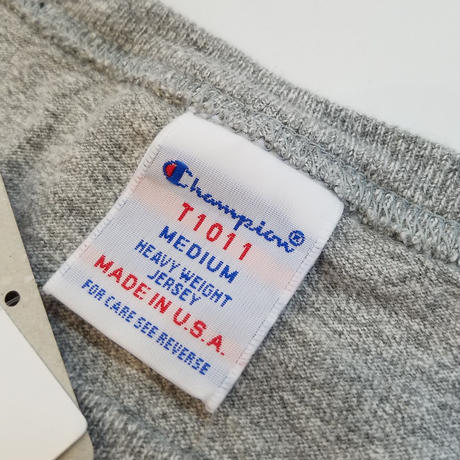 Champion®
T1011
MEDIUM
HEAVY WEIGHT
JERSEY
MADE IN U.S.A.
FOR CARE SEE REVERSE